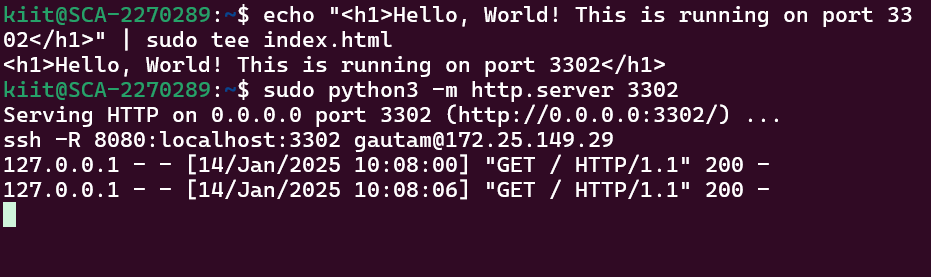 kiit@SCA-2270289:~$ echo "<h1>Hello, World! This is running on port 33
02</h1>" | sudo tee index.html
<h1>Hello, World! This is running on port 3302</h1>
kiit@SCA-2270289:~$ sudo python3 -m http.server 3302
Serving HTTP on 0.0.0.0 port 3302 (http://0.0.0.0:3302/) ...
ssh -R 8080:localhost:3302 gautam@172.25.149.29
127.0.0.1 - - [14/Jan/2025 10:08:00] "GET / HTTP/1.1" 200 -
127.0.0.1 - - [14/Jan/2025 10:08:06] "GET / HTTP/1.1" 200 -